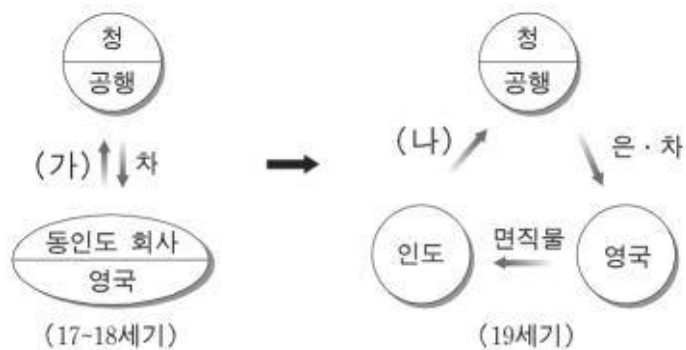 청
공행
(가)
차
동인도 회사
영국
(17~18세기)
청
공행
(나)
은·차
인도
면직물
영국
(19세기)